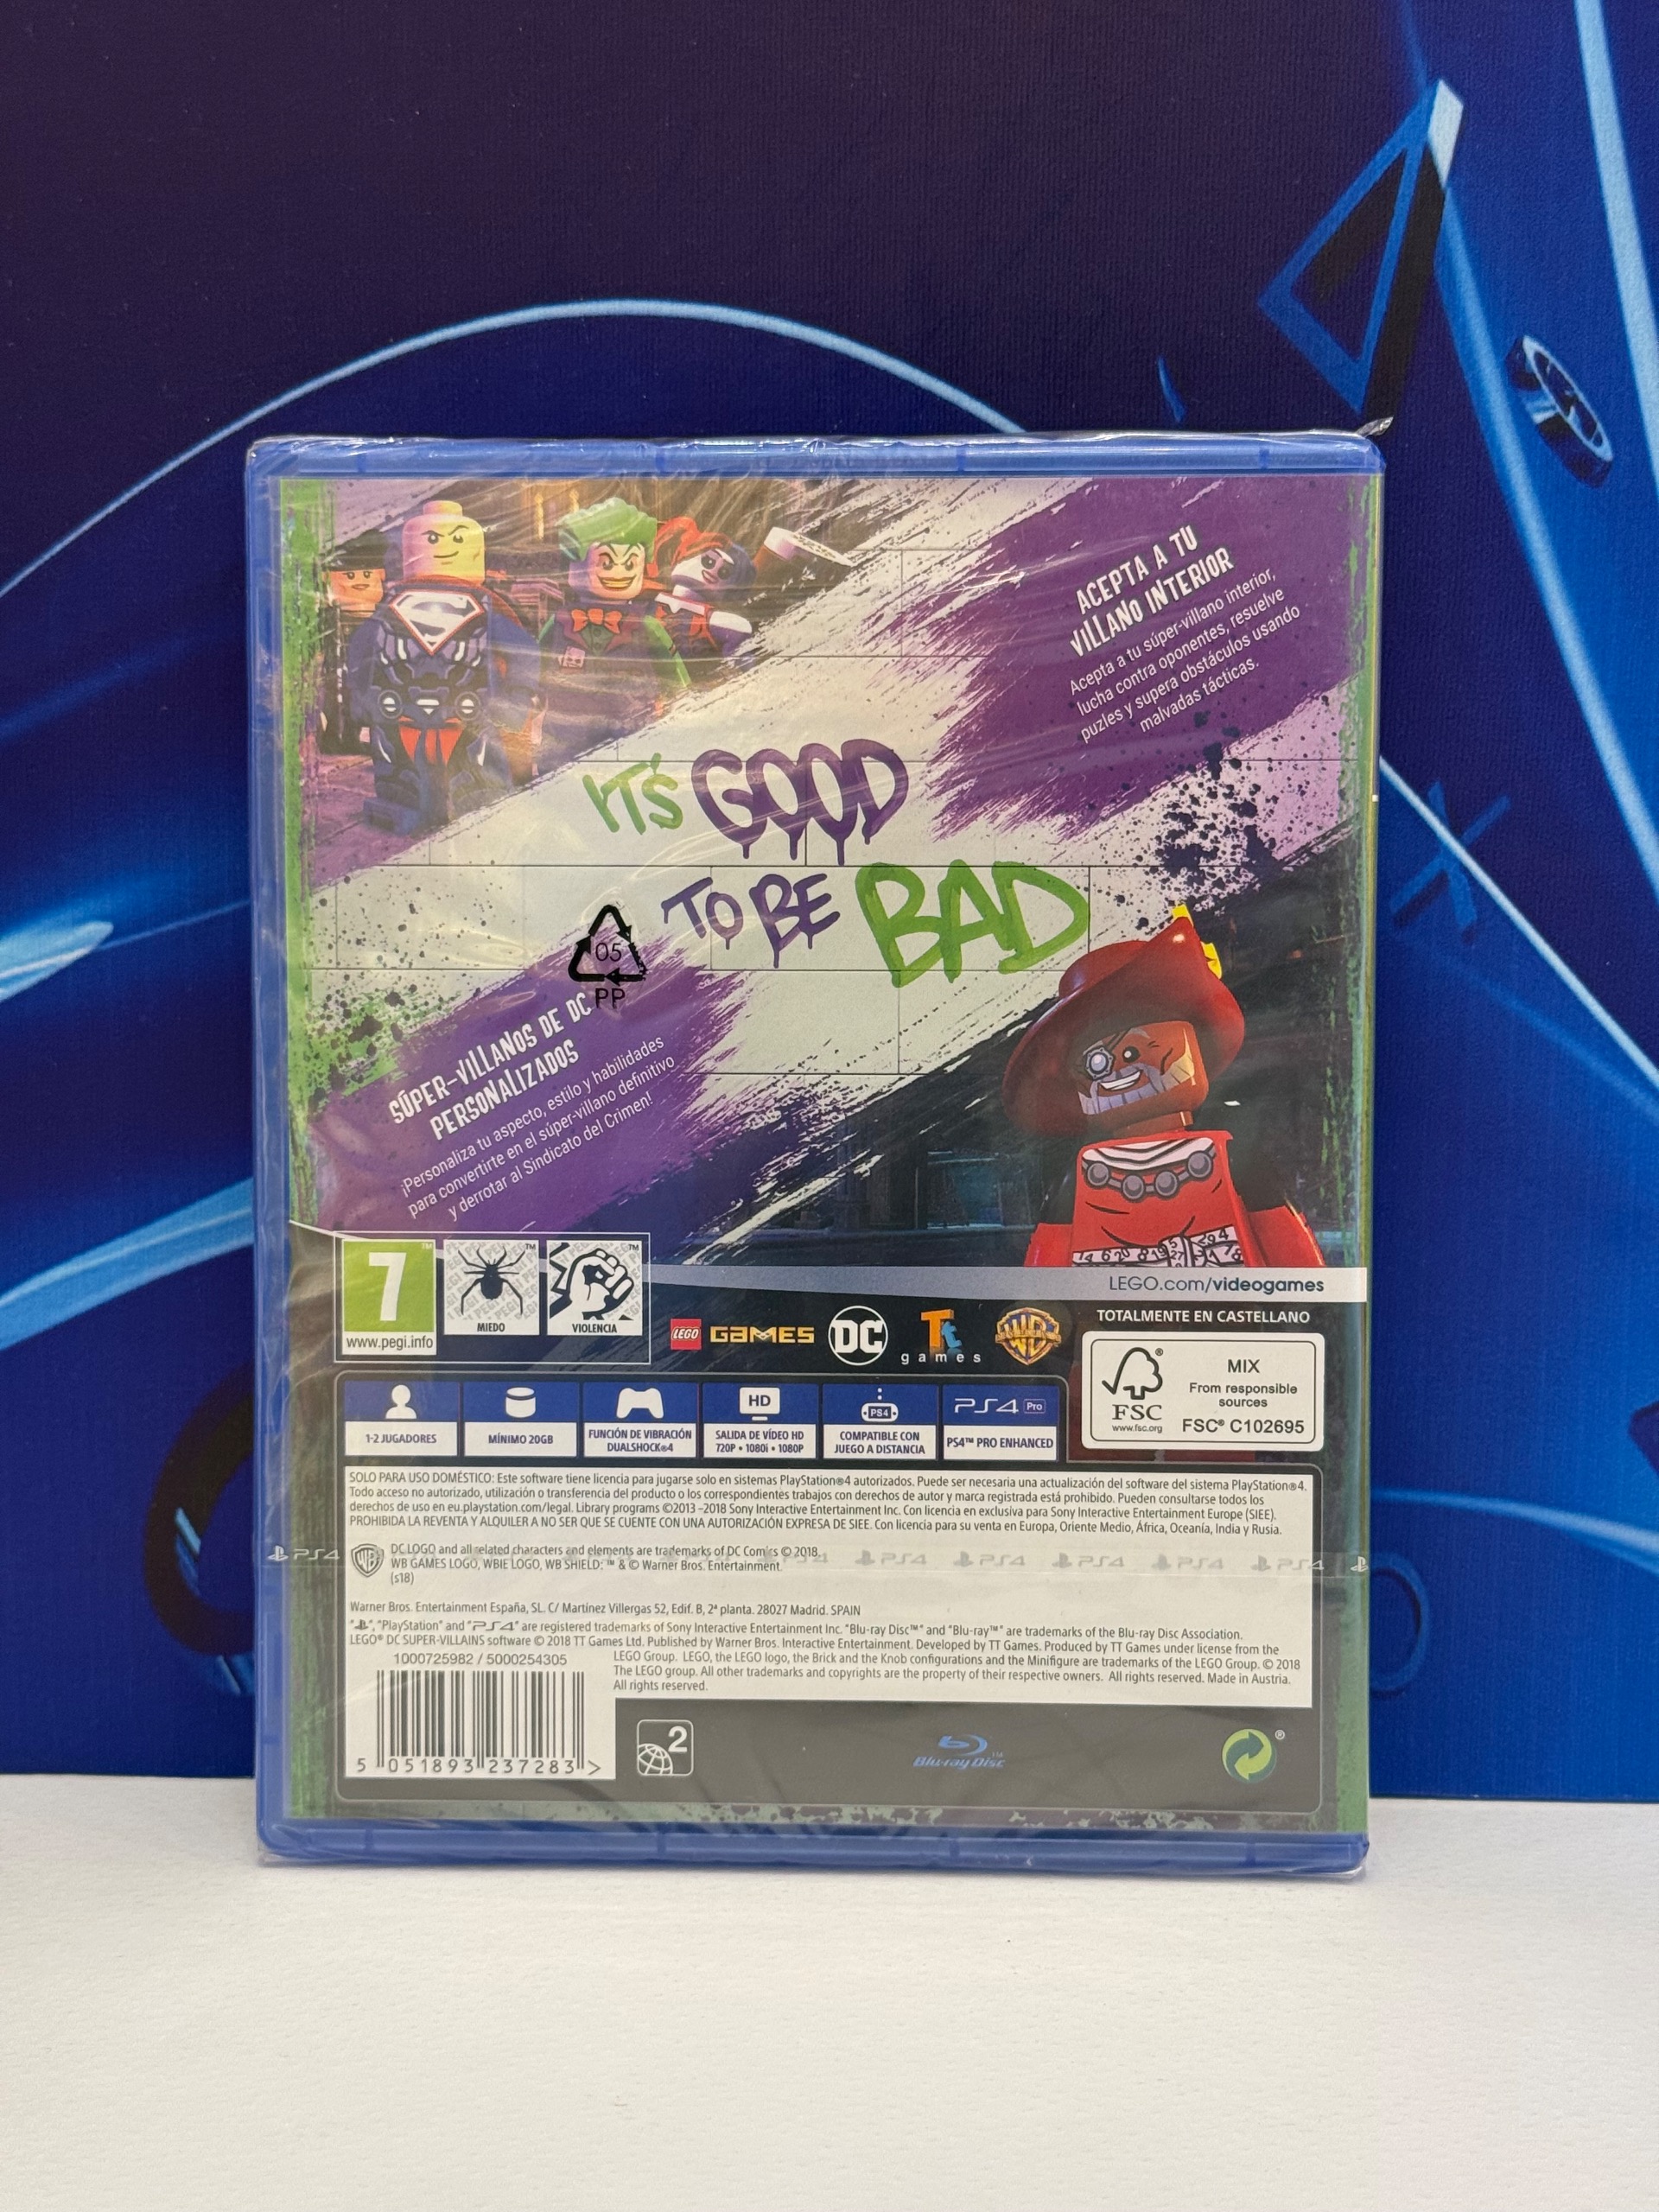 ACEPTA A TU
VILLANO INTERIOR
Acepta a tu súper-villano interior,
lucha contra oponentes, resuelve
puzles y supera obstáculos usando
malvadas tácticas.
IT'S GOOD
TO BE BAD
05
PP
SÚPER-VILLANOS DE DC
PERSONALIZADOS
¡Personaliza tu aspecto, estilo y habilidades
para convertirte en el súper-villano definitivo
y derrotar al Sindicato del Crimen!
7
www.pegi.info
MIEDO
VIOLENCIA
LEGO.com/videogames
LEGO GAMES
DC
Tt
games
WB
TOTALMENTE EN CASTELLANO
FSC
www.fsc.org
MIX
From responsible
sources
FSC® C102695
1-2 JUGADORES
MÍNIMO 20GB
FUNCIÓN DE VIBRACIÓN
DUALSHOCK®4
HD
SALIDA DE VÍDEO HD
720P • 1080i • 1080P
PS4
COMPATIBLE CON
JUEGO A DISTANCIA
PS4 Pro
PS4™ PRO ENHANCED
SOLO PARA USO DOMÉSTICO: Este software tiene licencia para jugarse solo en sistemas PlayStation®4 autorizados. Puede ser necesaria una actualización del software del sistema PlayStation®4.
Todo acceso no autorizado, utilización o transferencia del producto o los correspondientes trabajos con derechos de autor y marca registrada está prohibido. Pueden consultarse todos los
derechos de uso en eu.playstation.com/legal. Library programs ©2013 -2018 Sony Interactive Entertainment Inc. Con licencia en exclusiva para Sony Interactive Entertainment Europe (SIEE).
PROHIBIDA LA REVENTA Y ALQUILER A NO SER QUE SE CUENTE CON UNA AUTORIZACIÓN EXPRESA DE SIEE. Con licencia para su venta en Europa, Oriente Medio, África, Oceanía, India y Rusia.
DC LOGO and all related characters and elements are trademarks of DC Comics © 2018.
WB GAMES LOGO, WBIE LOGO, WB SHIELD: ™ & © Warner Bros. Entertainment.
(s18)
PS4 PS4 PS4 PS4 PS4 PS4 PS4
Warner Bros. Entertainment España, SL. C/ Martínez Villergas 52, Edif. B, 2ª planta. 28027 Madrid. SPAIN
" ", "PlayStation" and "PS4" are registered trademarks of Sony Interactive Entertainment Inc. "Blu-ray Disc™" and "Blu-ray™" are trademarks of the Blu-ray Disc Association.
LEGO® DC SUPER-VILLAINS software © 2018 TT Games Ltd. Published by Warner Bros. Interactive Entertainment. Developed by TT Games. Produced by TT Games under license from the
LEGO Group. LEGO, the LEGO logo, the Brick and the Knob configurations and the Minifigure are trademarks of the LEGO Group. © 2018
The LEGO group. All other trademarks and copyrights are the property of their respective owners. All rights reserved. Made in Austria.
All rights reserved.
1000725982 / 5000254305
5 051893 237283 >
2
Blu-ray Disc™